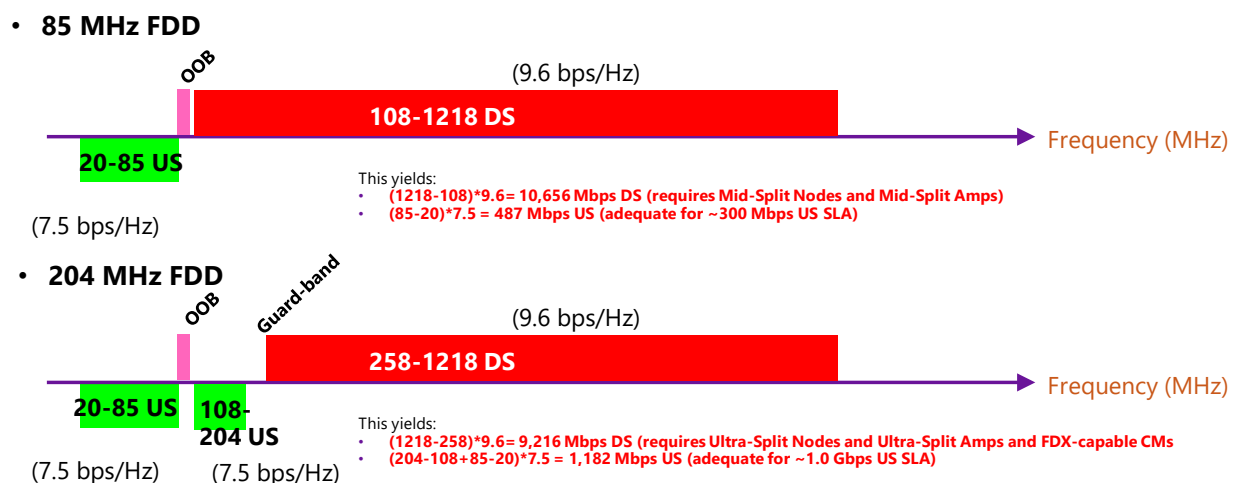 • 85 MHz FDD
OOB
(9.6 bps/Hz)
108-1218 DS
Frequency (MHz)
20-85 US
This yields:
• (1218-108)*9.6= 10,656 Mbps DS (requires Mid-Split Nodes and Mid-Split Amps)
• (85-20)*7.5 = 487 Mbps US (adequate for ~300 Mbps US SLA)
(7.5 bps/Hz)
• 204 MHz FDD
OOB
Guard-band
(9.6 bps/Hz)
258-1218 DS
Frequency (MHz)
20-85 US
108-
204 US
This yields:
• (1218-258)*9.6= 9,216 Mbps DS (requires Ultra-Split Nodes and Ultra-Split Amps and FDX-capable CMs
• (204-108+85-20)*7.5 = 1,182 Mbps US (adequate for ~1.0 Gbps US SLA)
(7.5 bps/Hz)
(7.5 bps/Hz)